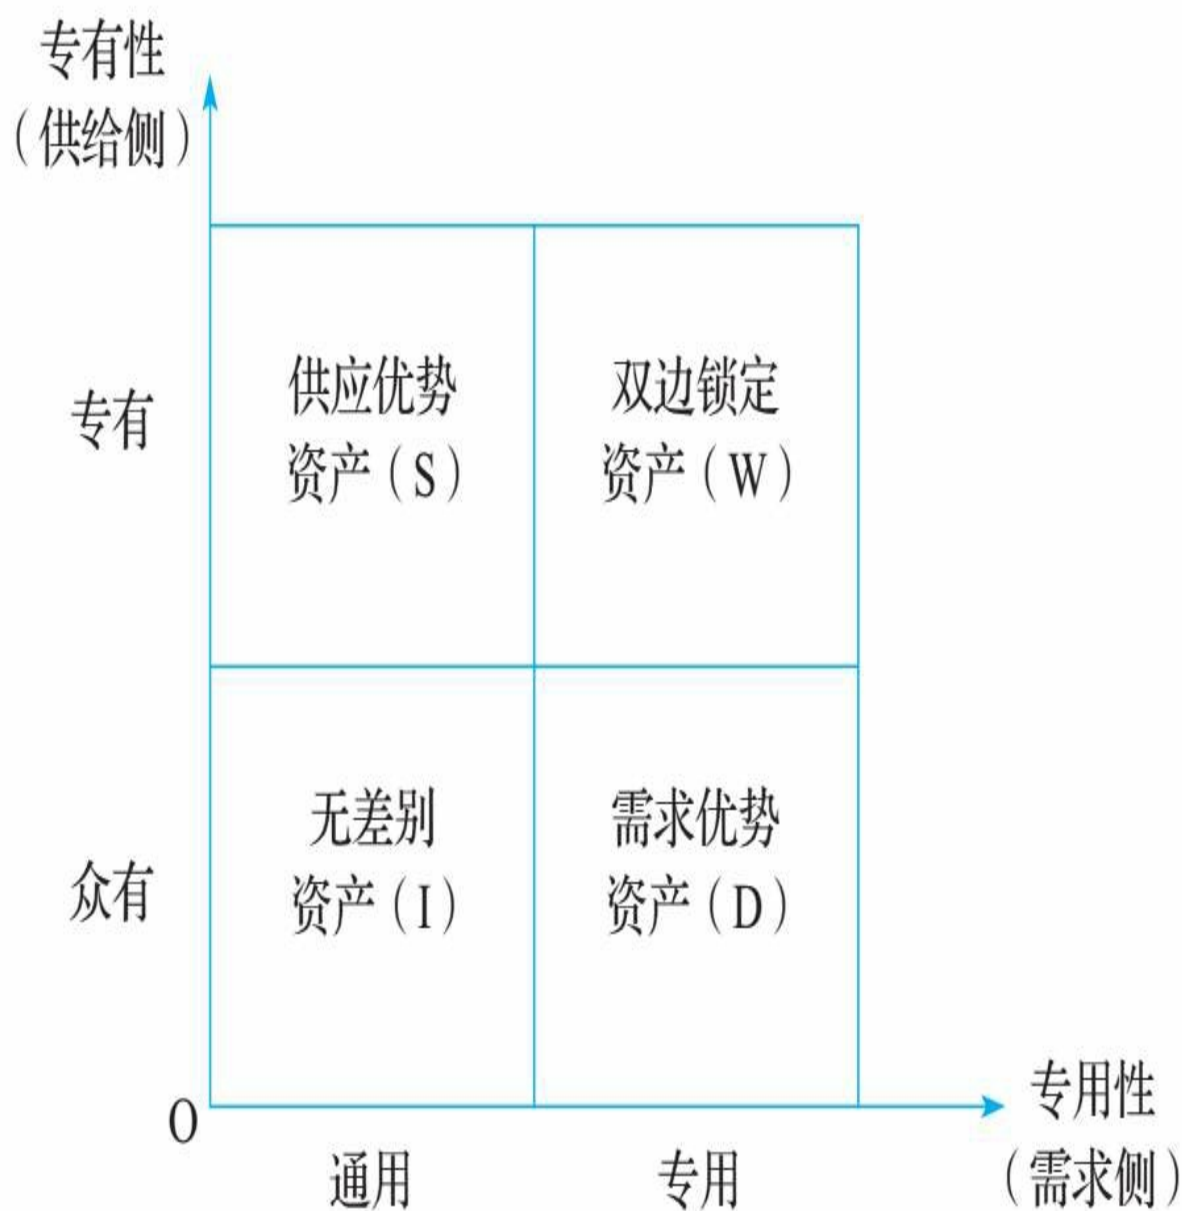 专有性
（供给侧）
供应优势
资产（S）
双边锁定
资产（W）
专有
无差别
资产（I）
需求优势
资产（D）
众有
O
通用
专用
专用性
（需求侧）